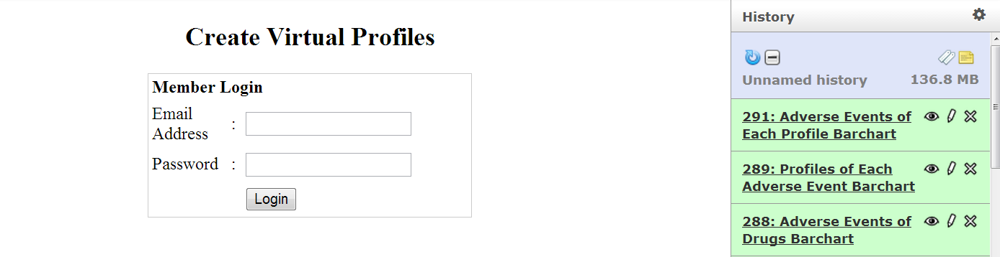 Create Virtual Profiles
Member Login
Email
Address :
Password :
Login
History
Unnamed history 136.8 MB
291: Adverse Events of
Each Profile Barchart
289: Profiles of Each
Adverse Event Barchart
288: Adverse Events of
Drugs Barchart